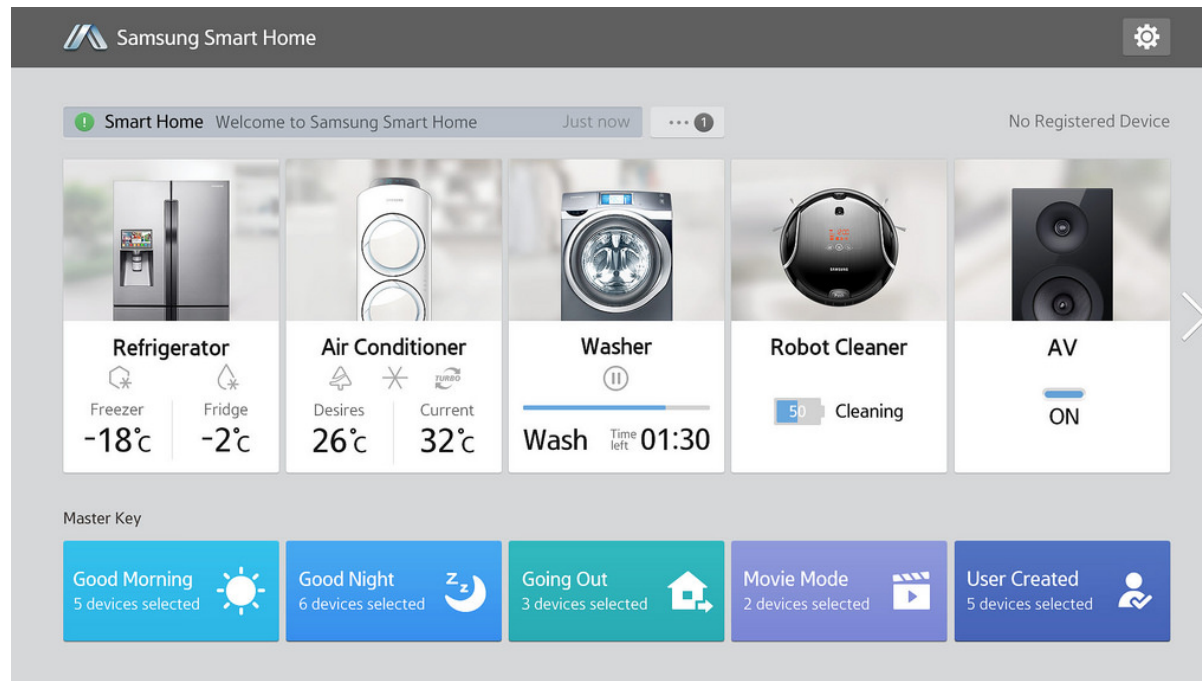 Samsung Smart Home
Smart Home Welcome to Samsung Smart Home Just now ••• 1
No Registered Device
Refrigerator
Freezer Fridge
-18℃ -2℃
Air Conditioner
TURBO
Desires Current
26℃ 32℃
Washer
Wash Time left 01:30
SAMSUNG
Robot Cleaner
50 Cleaning
AV
ON
Master Key
Good Morning
5 devices selected
Good Night
6 devices selected
Going Out
3 devices selected
Movie Mode
2 devices selected
User Created
5 devices selected